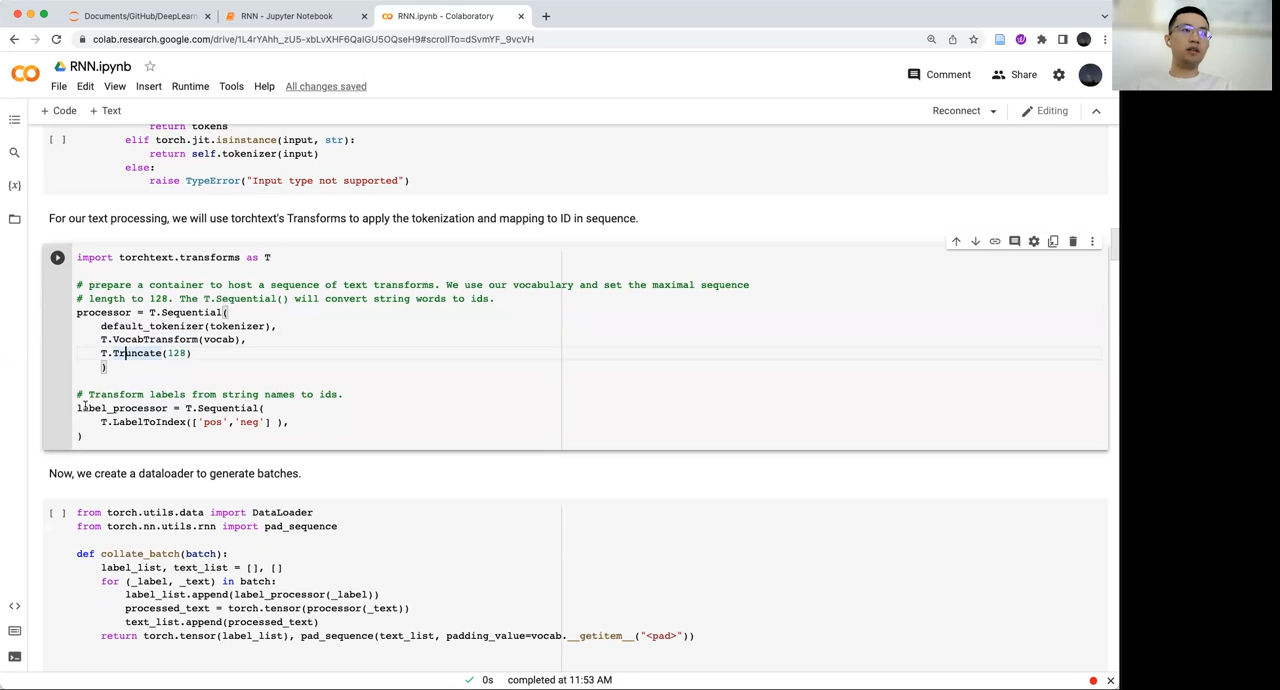 Documents/GitHub/DeepLearn
RNN - Jupyter Notebook
RNN.ipynb - Colaboratory
colab.research.google.com/drive/1L4rYAhh_zU5-xbLvXHF6QaIGU5OQseH9#scrollTo=dSvmYF_9vcVH
RNN.ipynb
File Edit View Insert Runtime Tools Help All changes saved
Comment Share
+ Code + Text
Reconnect Editing
return tokens
[ ] elif torch.jit.isinstance(input, str):
return self.tokenizer(input)
else:
raise TypeError("Input type not supported")
For our text processing, we will use torchtext's Transforms to apply the tokenization and mapping to ID in sequence.
import torchtext.transforms as T
# prepare a container to host a sequence of text transforms. We use our vocabulary and set the maximal sequence
# length to 128. The T.Sequential() will convert string words to ids.
processor = T.Sequential(
default_tokenizer(tokenizer),
T.VocabTransform(vocab),
T.Truncate(128)
)
# Transform labels from string names to ids.
label_processor = T.Sequential(
T.LabelToIndex(['pos','neg'] ),
)
Now, we create a dataloader to generate batches.
[ ] from torch.utils.data import DataLoader
from torch.nn.utils.rnn import pad_sequence
def collate_batch(batch):
label_list, text_list = [], []
for (_label, _text) in batch:
label_list.append(label_processor(_label))
processed_text = torch.tensor(processor(_text))
text_list.append(processed_text)
return torch.tensor(label_list), pad_sequence(text_list, padding_value=vocab.__getitem__("<pad>"))
0s completed at 11:53 AM